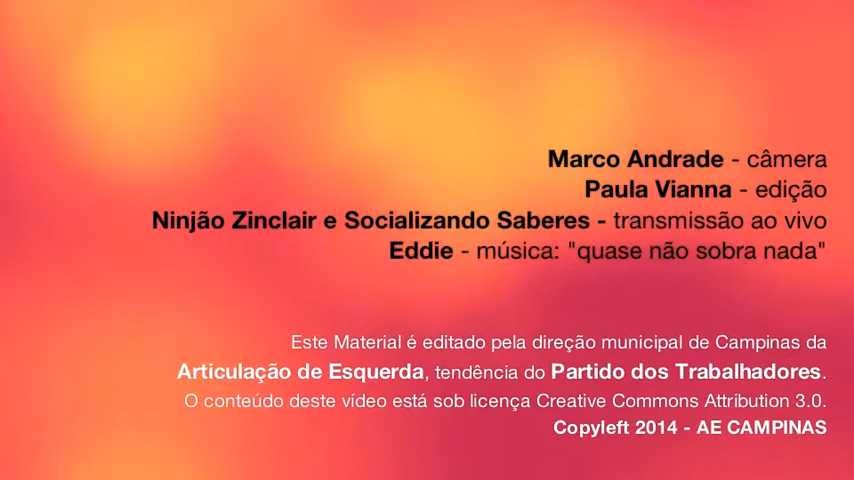 Marco Andrade - câmera
Paula Vianna - edição
Ninjão Zinclair e Socializando Saberes - transmissão ao vivo
Eddie - música: "quase não sobra nada"
Este Material é editado pela direção municipal de Campinas da
Articulação de Esquerda, tendência do Partido dos Trabalhadores.
O conteúdo deste vídeo está sob licença Creative Commons Attribution 3.0.
Copyleft 2014 - AE CAMPINAS